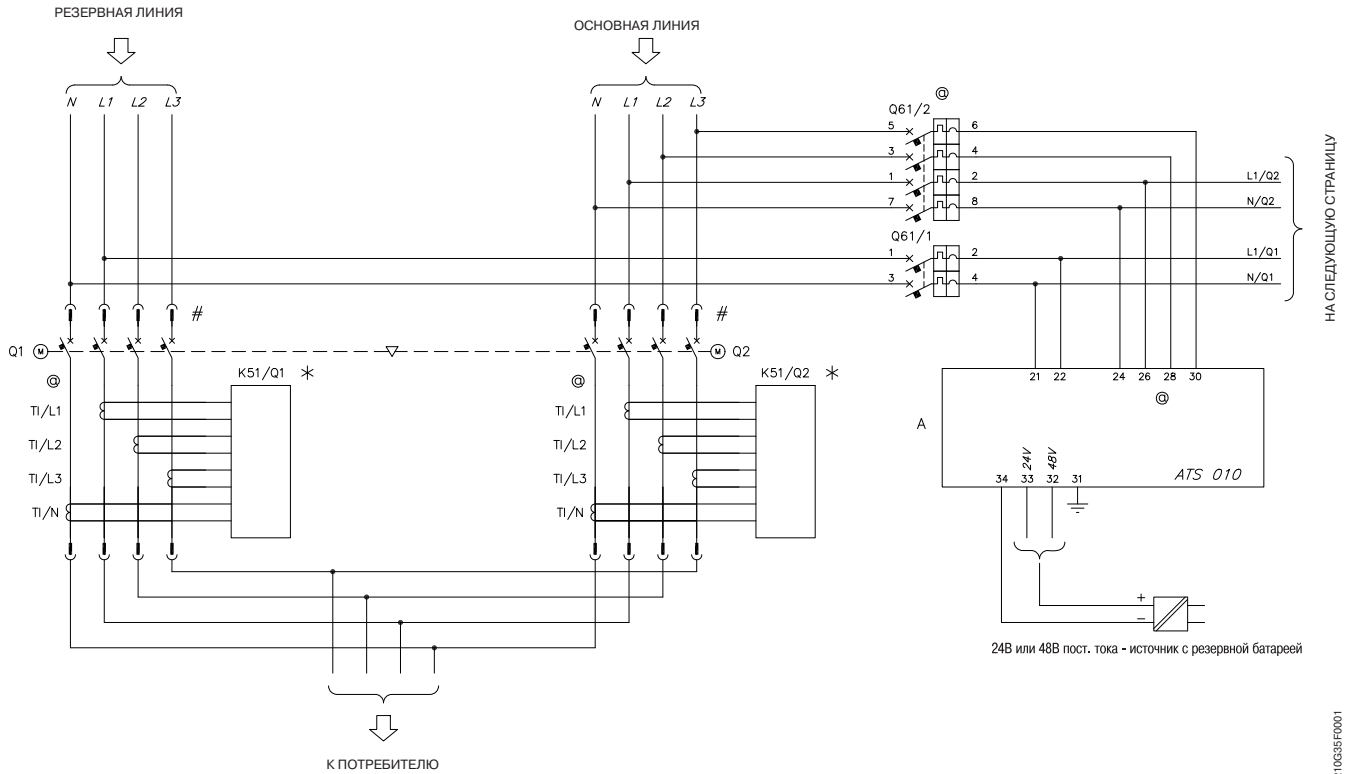 РЕЗЕРВНАЯ ЛИНИЯ
ОСНОВНАЯ ЛИНИЯ
N L1 L2 L3
N L1 L2 L3
@
Q61/2
5 6
3 4
1 2 L1/Q2
7 8 N/Q2
Q61/1
1 2 L1/Q1
3 4 N/Q1
НА СЛЕДУЮЩУЮ СТРАНИЦУ
#
#
Q1 M
M Q2
@
K51/Q1 *
@
K51/Q2 *
TI/L1
TI/L2
TI/L3
TI/N
TI/L1
TI/L2
TI/L3
TI/N
21 22 24 26 28 30
@
A
24V 48V
34 33 32 31
ATS 010
+
−
24В или 48В пост. тока - источник с резервной батареей
К ПОТРЕБИТЕЛЮ